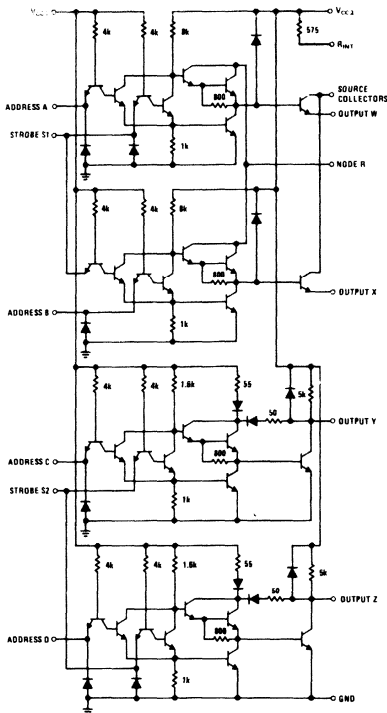 VCC 2
4k
4k
8k
575
RINT
SOURCE
COLLECTORS
ADDRESS A
800
OUTPUT W
STROBE S1
1k
NODE R
4k
4k
8k
800
OUTPUT X
ADDRESS B
1k
4k
4k
1.6k
55
5k
50
OUTPUT Y
ADDRESS C
800
STROBE S2
1k
4k
4k
1.6k
55
5k
50
OUTPUT Z
ADDRESS D
800
1k
GND